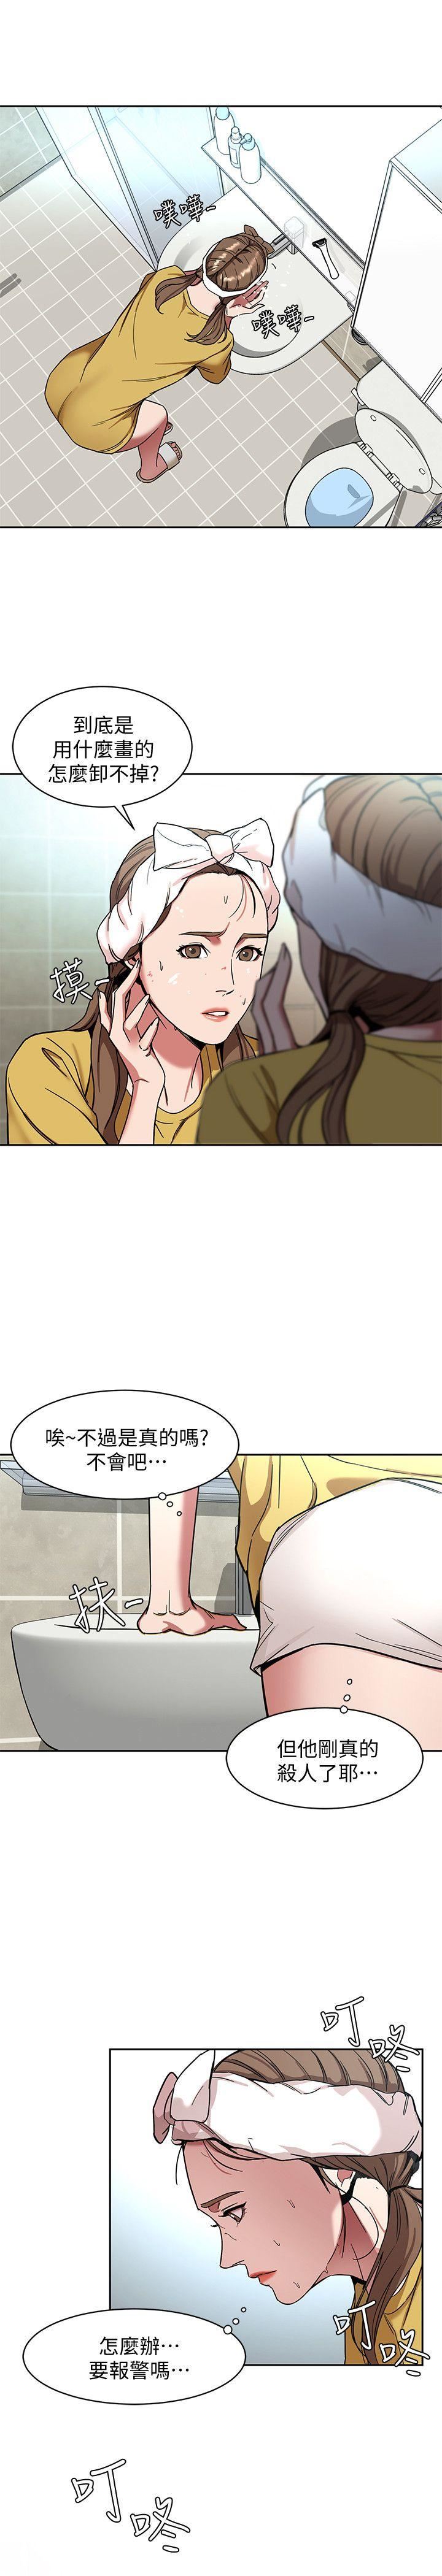 噗嘩-
噗嘩-
到底是
用什麼畫的
怎麼卸不掉?
摸-
唉~不過是真的嗎?
不會吧⋯
扶-
但他剛真的
殺人了耶⋯
叮咚
怎麼辦⋯
要報警嗎⋯
叮咚
叮咚